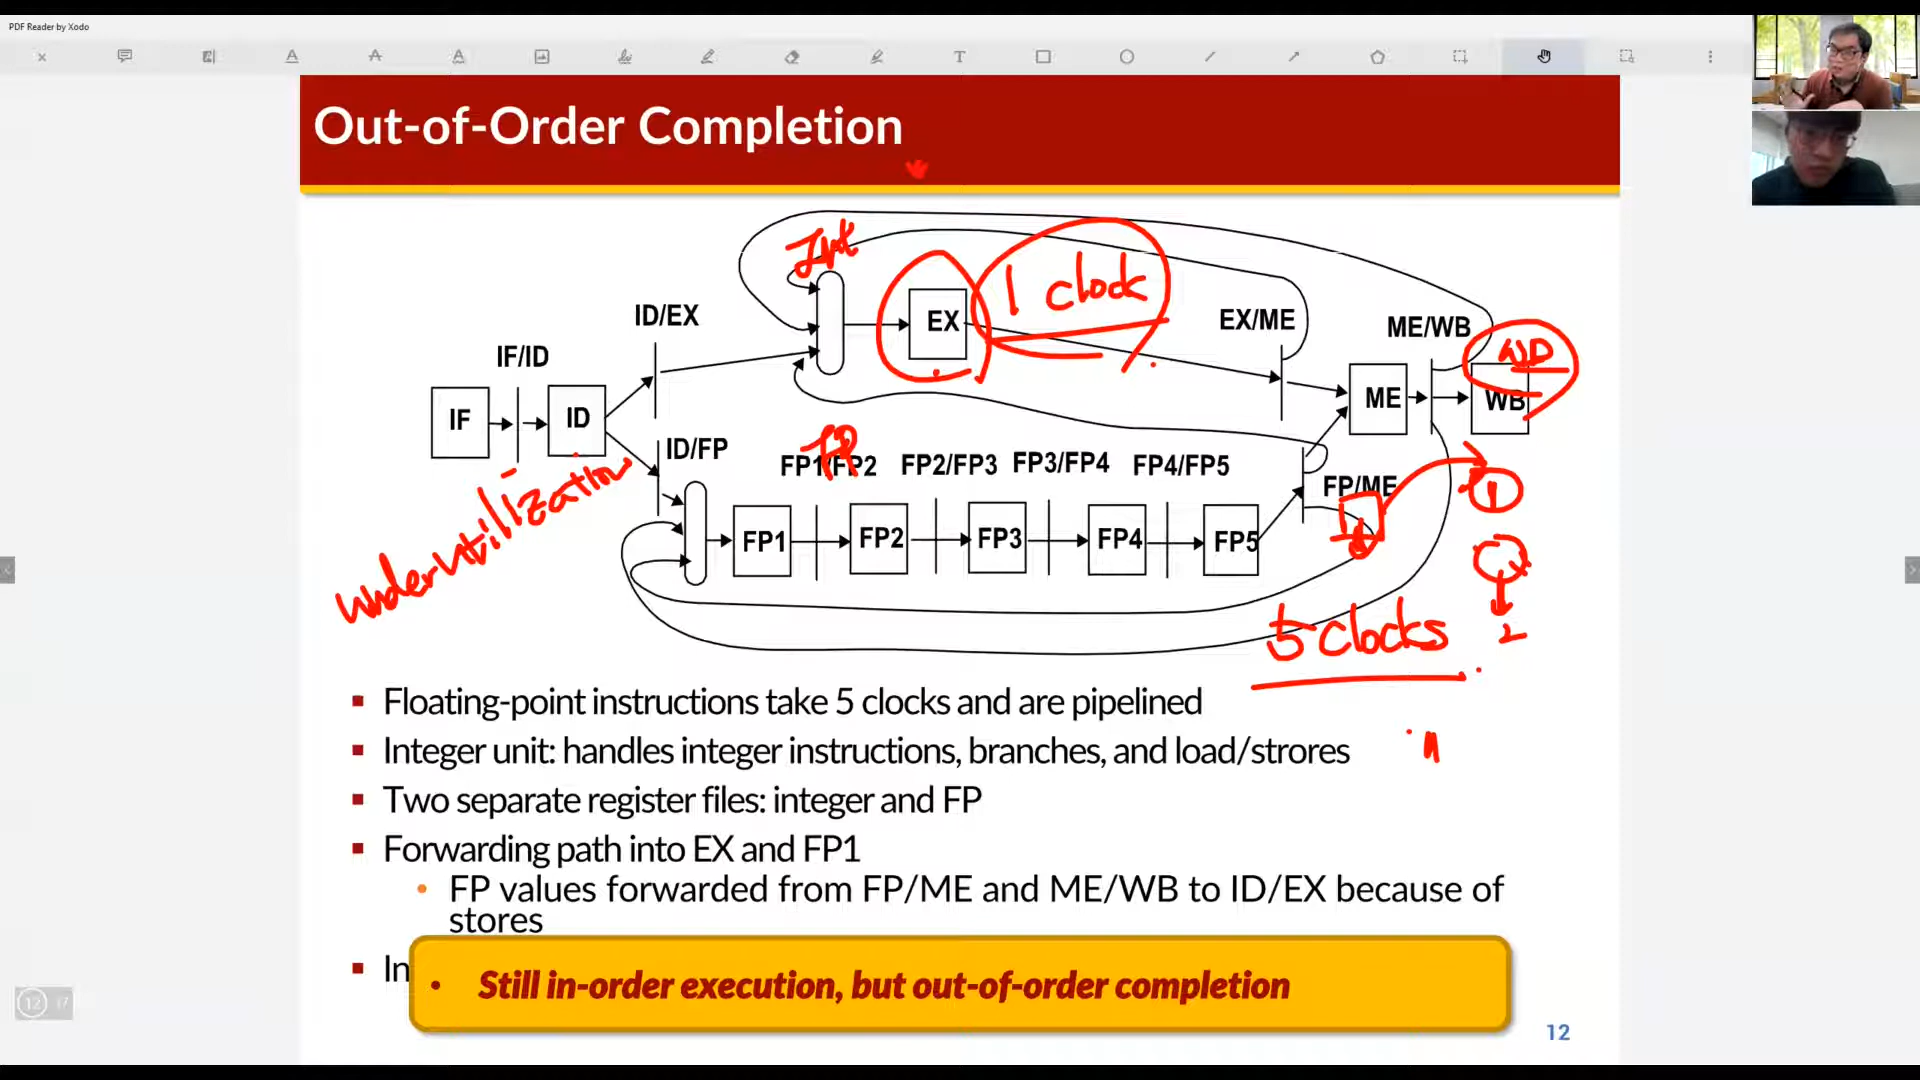 PDF Reader by Xodo
Out-of-Order Completion
Int
1 clock
ID/EX
EX
EX/ME
ME/WB
WB
IF/ID
IF
ID
ME
WB
ID/FP
FP
FP1/FP2
FP2/FP3
FP3/FP4
FP4/FP5
FP/ME
1
underutilization
FP1
FP2
FP3
FP4
FP5
5 clocks
2
Floating-point instructions take 5 clocks and are pipelined
Integer unit: handles integer instructions, branches, and load/strores
Two separate register files: integer and FP
Forwarding path into EX and FP1
FP values forwarded from FP/ME and ME/WB to ID/EX because of
stores
In
Still in-order execution, but out-of-order completion
12 17
12